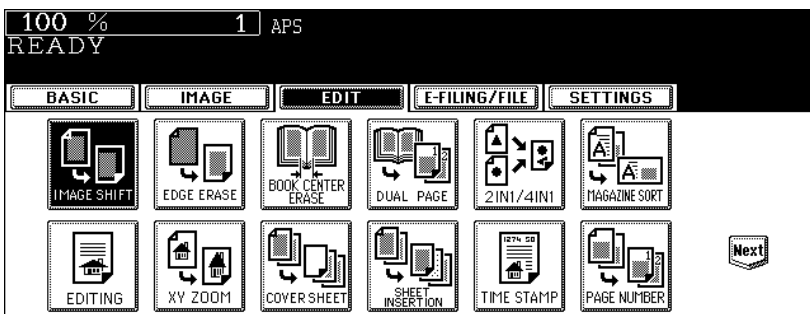 100 % 1 APS
READY
BASIC IMAGE EDIT E-FILING/FILE SETTINGS
IMAGE SHIFT EDGE ERASE BOOK CENTER ERASE DUAL PAGE 2IN1/4IN1 MAGAZINE SORT
EDITING XY ZOOM COVER SHEET SHEET INSERTION TIME STAMP PAGE NUMBER
Next